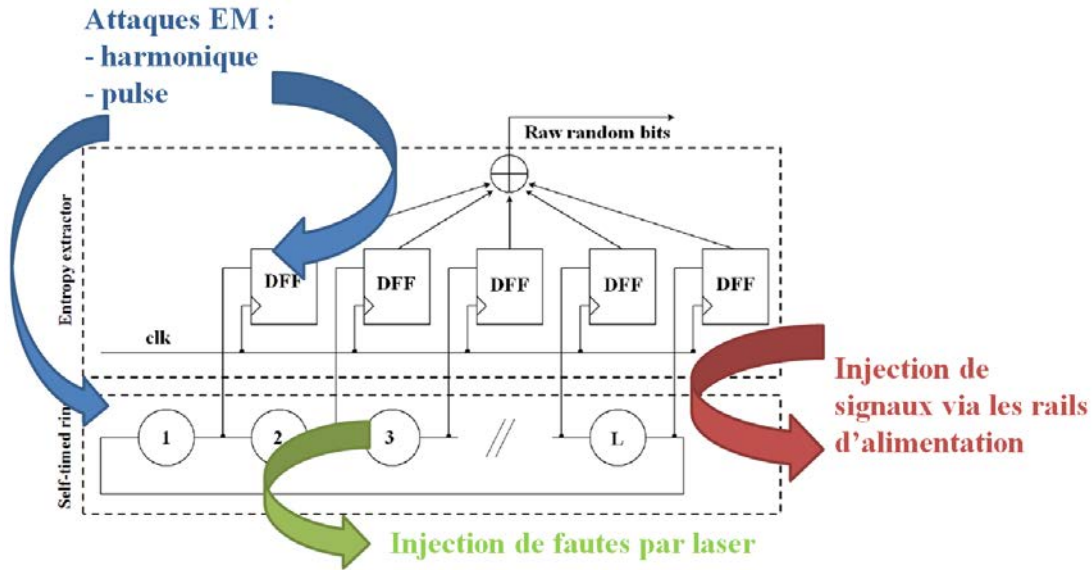 Attaques EM :
- harmonique
- pulse
Raw random bits
Entropy extractor
DFF
DFF
DFF
DFF
DFF
clk
Injection de
signaux via les rails
d'alimentation
Self-timed ring
1
2
3
//
L
Injection de fautes par laser